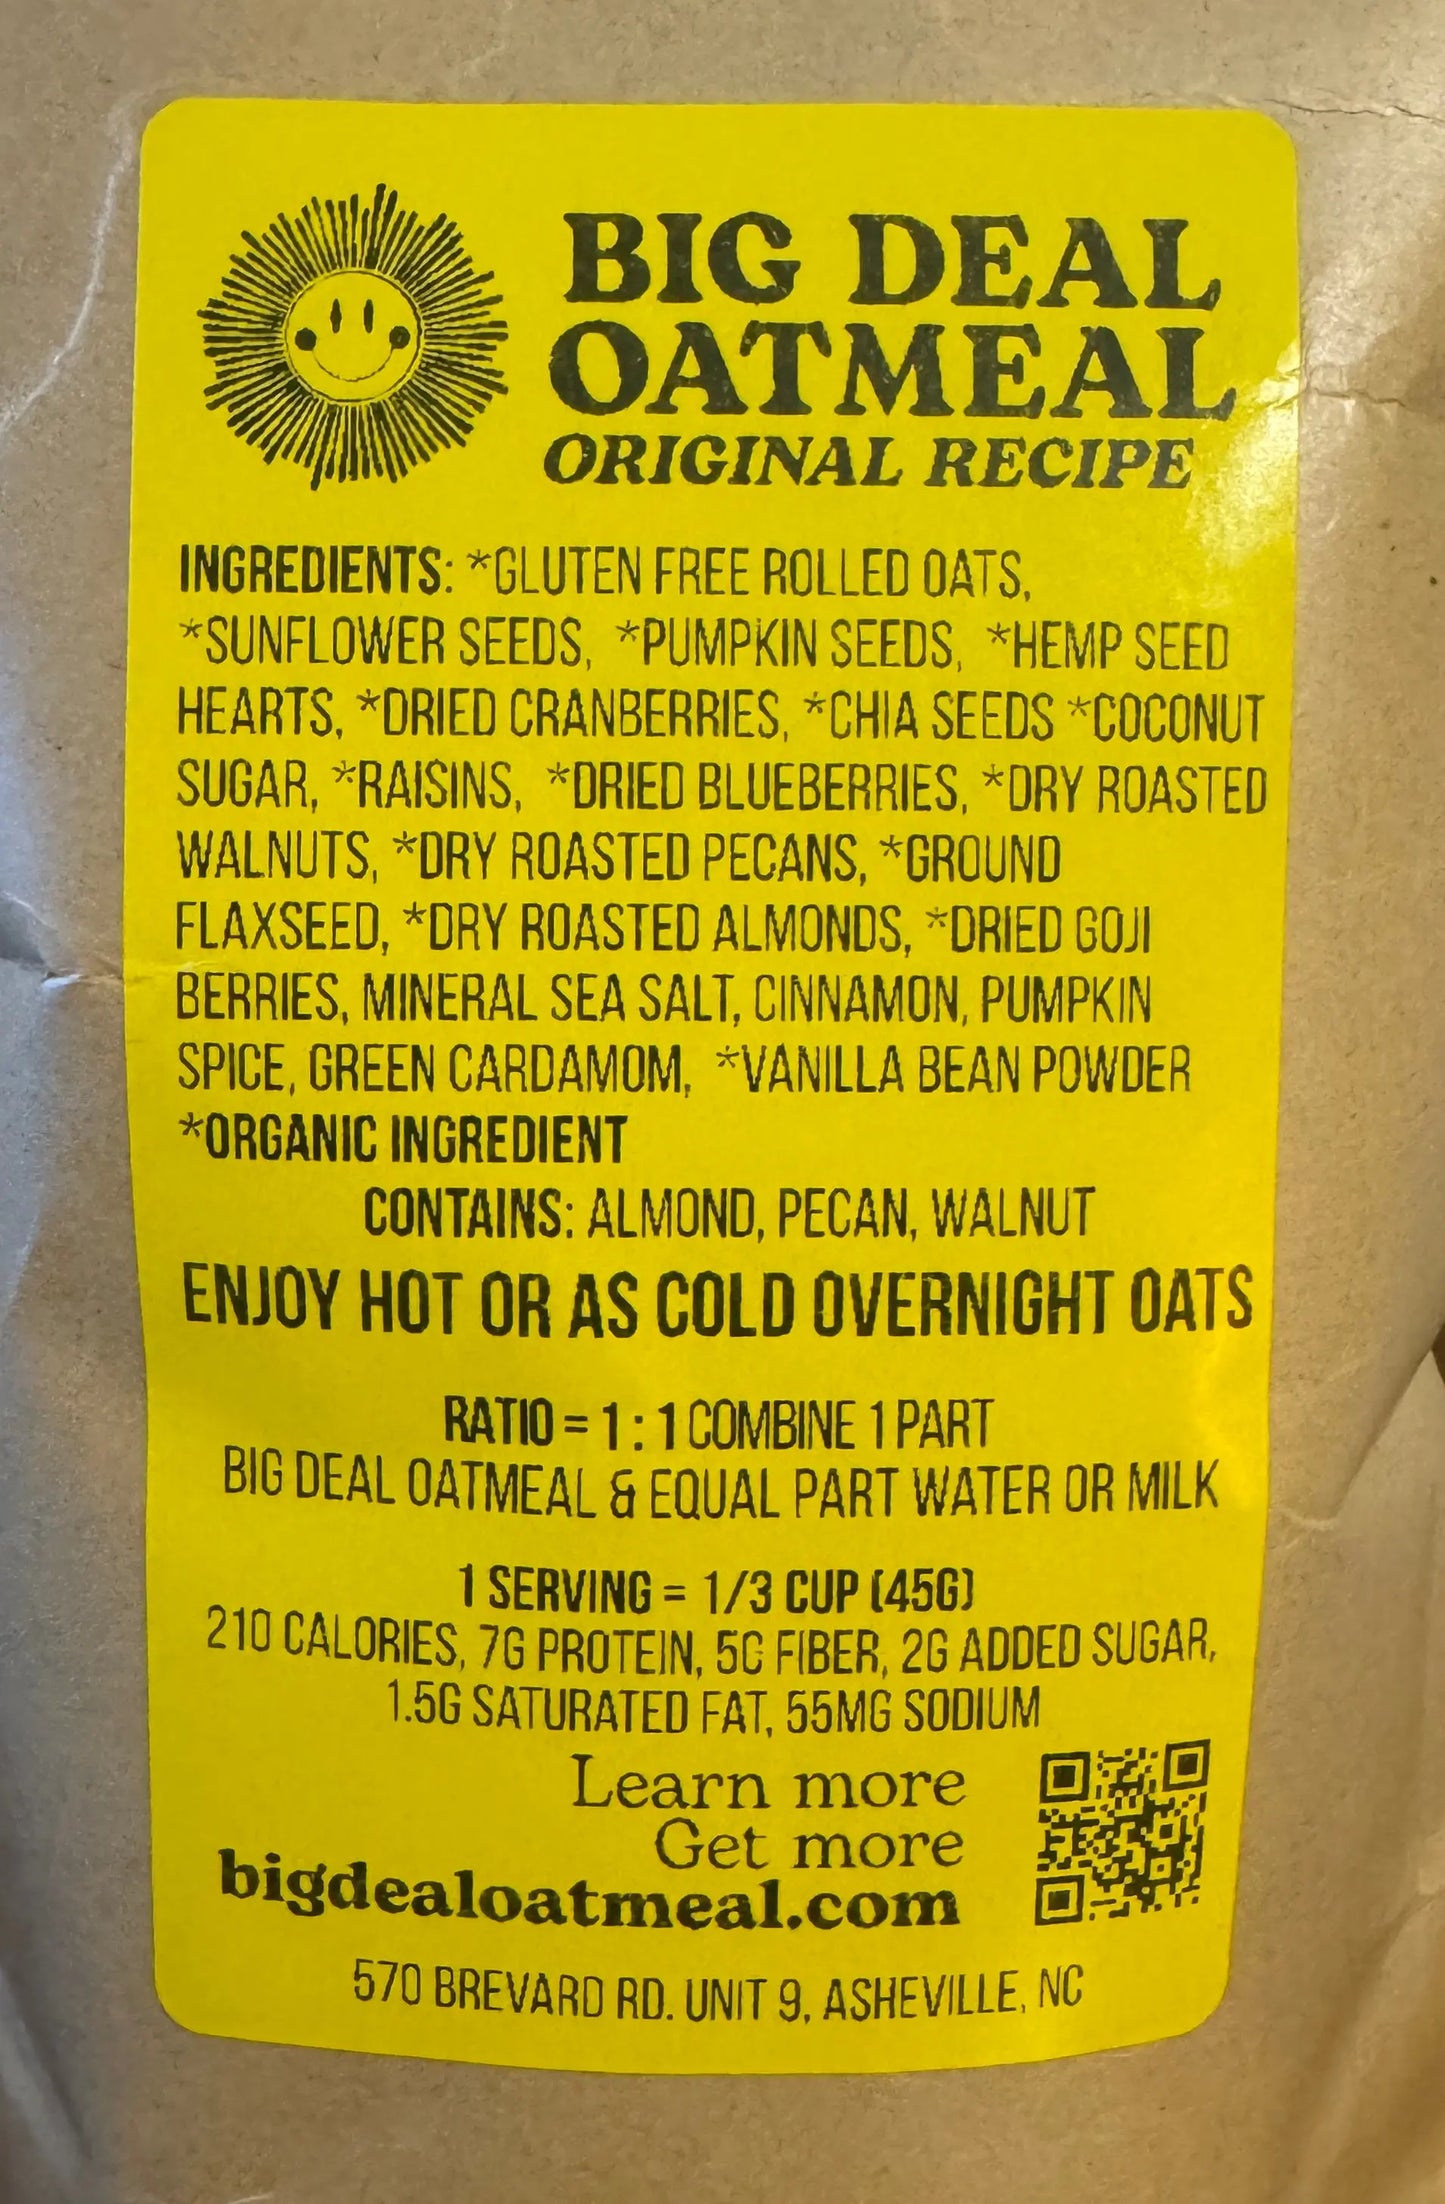 BIG DEAL
OATMEAL
ORIGINAL RECIPE
INGREDIENTS: *GLUTEN FREE ROLLED OATS,
*SUNFLOWER SEEDS, *PUMPKIN SEEDS, *HEMP SEED
HEARTS, *DRIED CRANBERRIES, *CHIA SEEDS *COCONUT
SUGAR, *RAISINS, *DRIED BLUEBERRIES, *DRY ROASTED
WALNUTS, *DRY ROASTED PECANS, *GROUND
FLAXSEED, *DRY ROASTED ALMONDS, *DRIED GOJI
BERRIES, MINERAL SEA SALT, CINNAMON, PUMPKIN
SPICE, GREEN CARDAMOM, *VANILLA BEAN POWDER
*ORGANIC INGREDIENT
CONTAINS: ALMOND, PECAN, WALNUT
ENJOY HOT OR AS COLD OVERNIGHT OATS
RATIO = 1 : 1 COMBINE 1 PART
BIG DEAL OATMEAL & EQUAL PART WATER OR MILK
1 SERVING = 1/3 CUP (45G)
210 CALORIES, 7G PROTEIN, 5G FIBER, 2G ADDED SUGAR,
1.5G SATURATED FAT, 55MG SODIUM
Learn more
Get more
bigdealoatmeal.com
570 BREVARD RD. UNIT 9, ASHEVILLE, NC